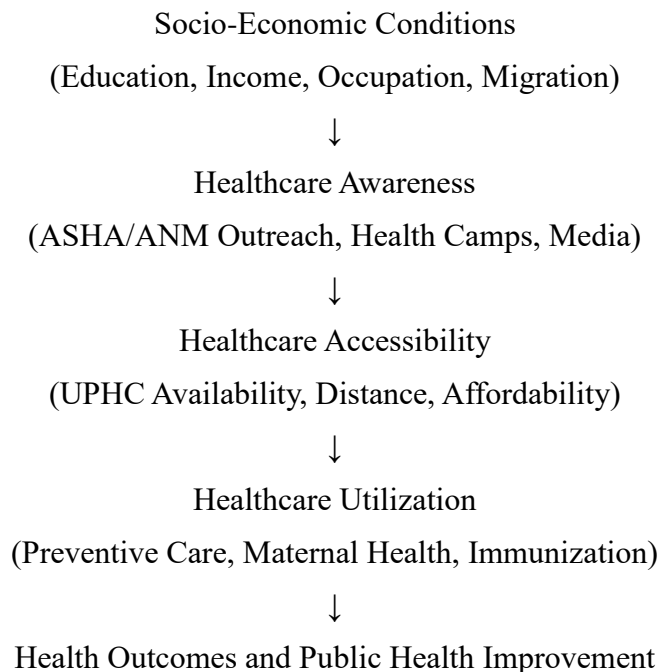 Socio-Economic Conditions
(Education, Income, Occupation, Migration)
↓
Healthcare Awareness
(ASHA/ANM Outreach, Health Camps, Media)
↓
Healthcare Accessibility
(UPHC Availability, Distance, Affordability)
↓
Healthcare Utilization
(Preventive Care, Maternal Health, Immunization)
↓
Health Outcomes and Public Health Improvement